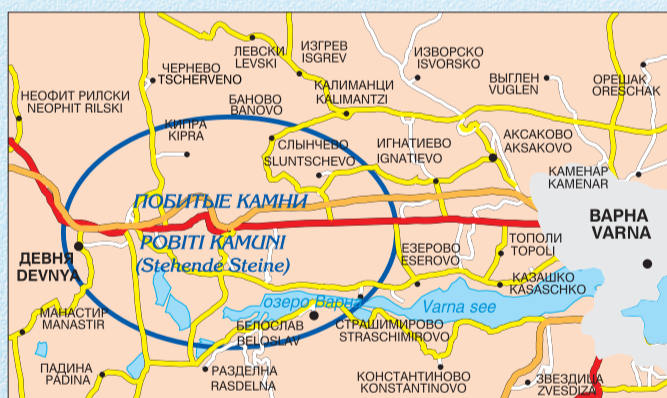 ЛЕВСКИ
LEVSKI
ИЗГРЕВ
ISGREV
ИЗВОРСКО
ISVORSKO
ЧЕРНЕВО
TSCHERVENO
КАЛИМАНЦИ
KALIMANTZI
ВЫГЛЕН
VUGLEN
ОРЕШАК
ORESCHAK
НЕОФИТ РИЛСКИ
NEOPHIT RILSKI
БАНОВО
BANOVO
КИПРА
KIPRA
СЛЫНЧЕВО
SLUNTSCHEVO
ИГНАТИЕВО
IGNATIEVO
АКСАКОВО
AKSAKOVO
КАМЕНАР
KAMENAR
ПОБИТЫЕ КАМНИ
POBITI KAMUNI
(Stehende Steine)
ВАРНА
VARNA
ДЕВНЯ
DEVNYA
ЕЗЕРОВО
ESEROVO
ТОПОЛИ
TOPOLI
КАЗАШКО
KASASCHKO
озеро Варна
Varna see
МАНАСТИР
MANASTIR
БЕЛОСЛАВ
BELOSLAV
СТРАШИМИРОВО
STRASCHIMIROVO
ПАДИНА
PADINA
РАЗДЕЛНА
RASDELNA
КОНСТАНТИНОВО
KONSTANTINOVO
ЗВЕЗДИЦА
ZVESDIZA